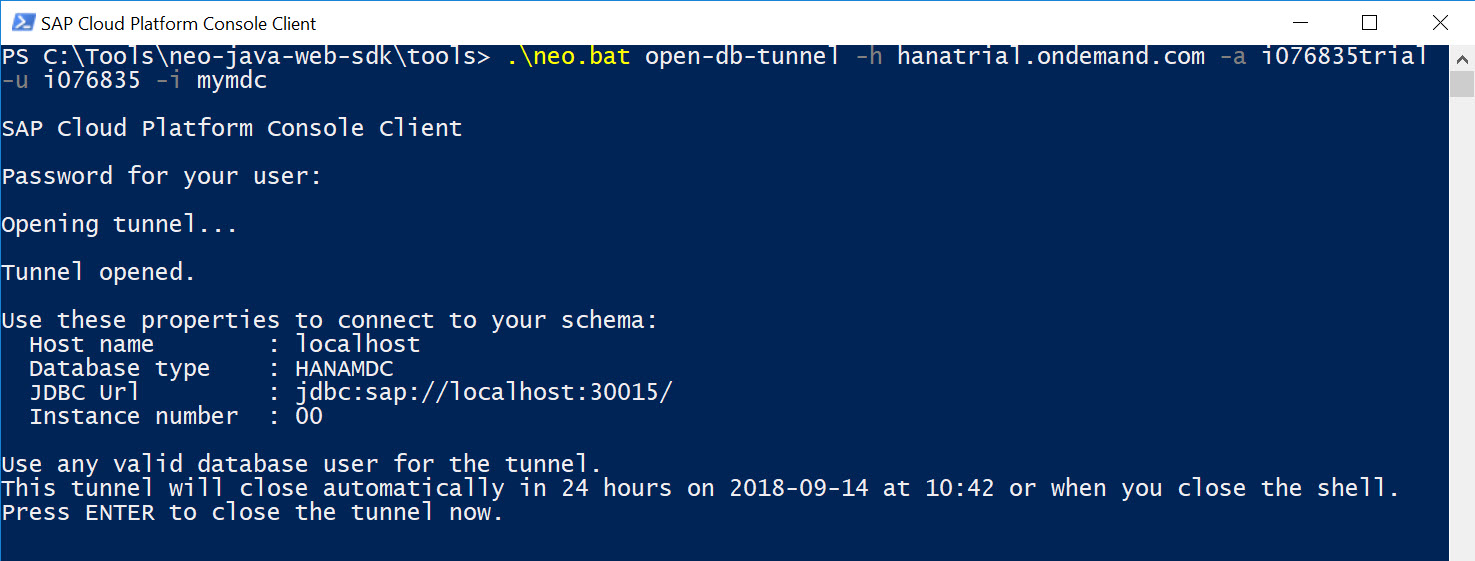 SAP Cloud Platform Console Client
PS C:\Tools\neo-java-web-sdk\tools> .\neo.bat open-db-tunnel -h hanatrial.ondemand.com -a i076835trial
-u i076835 -i mymdc
SAP Cloud Platform Console Client
Password for your user:
Opening tunnel...
Tunnel opened.
Use these properties to connect to your schema:
Host name : localhost
Database type : HANAMDC
JDBC Url : jdbc:sap://localhost:30015/
Instance number : 00
Use any valid database user for the tunnel.
This tunnel will close automatically in 24 hours on 2018-09-14 at 10:42 or when you close the shell.
Press ENTER to close the tunnel now.